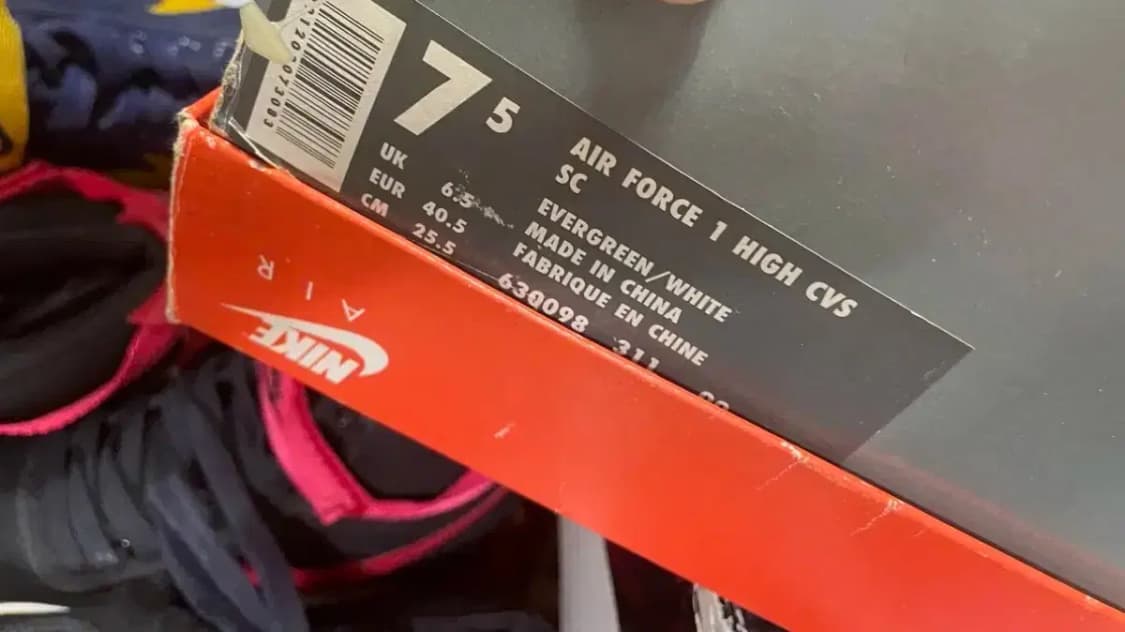 7 5
UK 6.5
EUR 40.5
CM 25.5
AIR FORCE 1 HIGH CVS
SC
EVERGREEN/WHITE
MADE IN CHINA
FABRIQUE EN CHINE
630098 311
AIR
NIKE